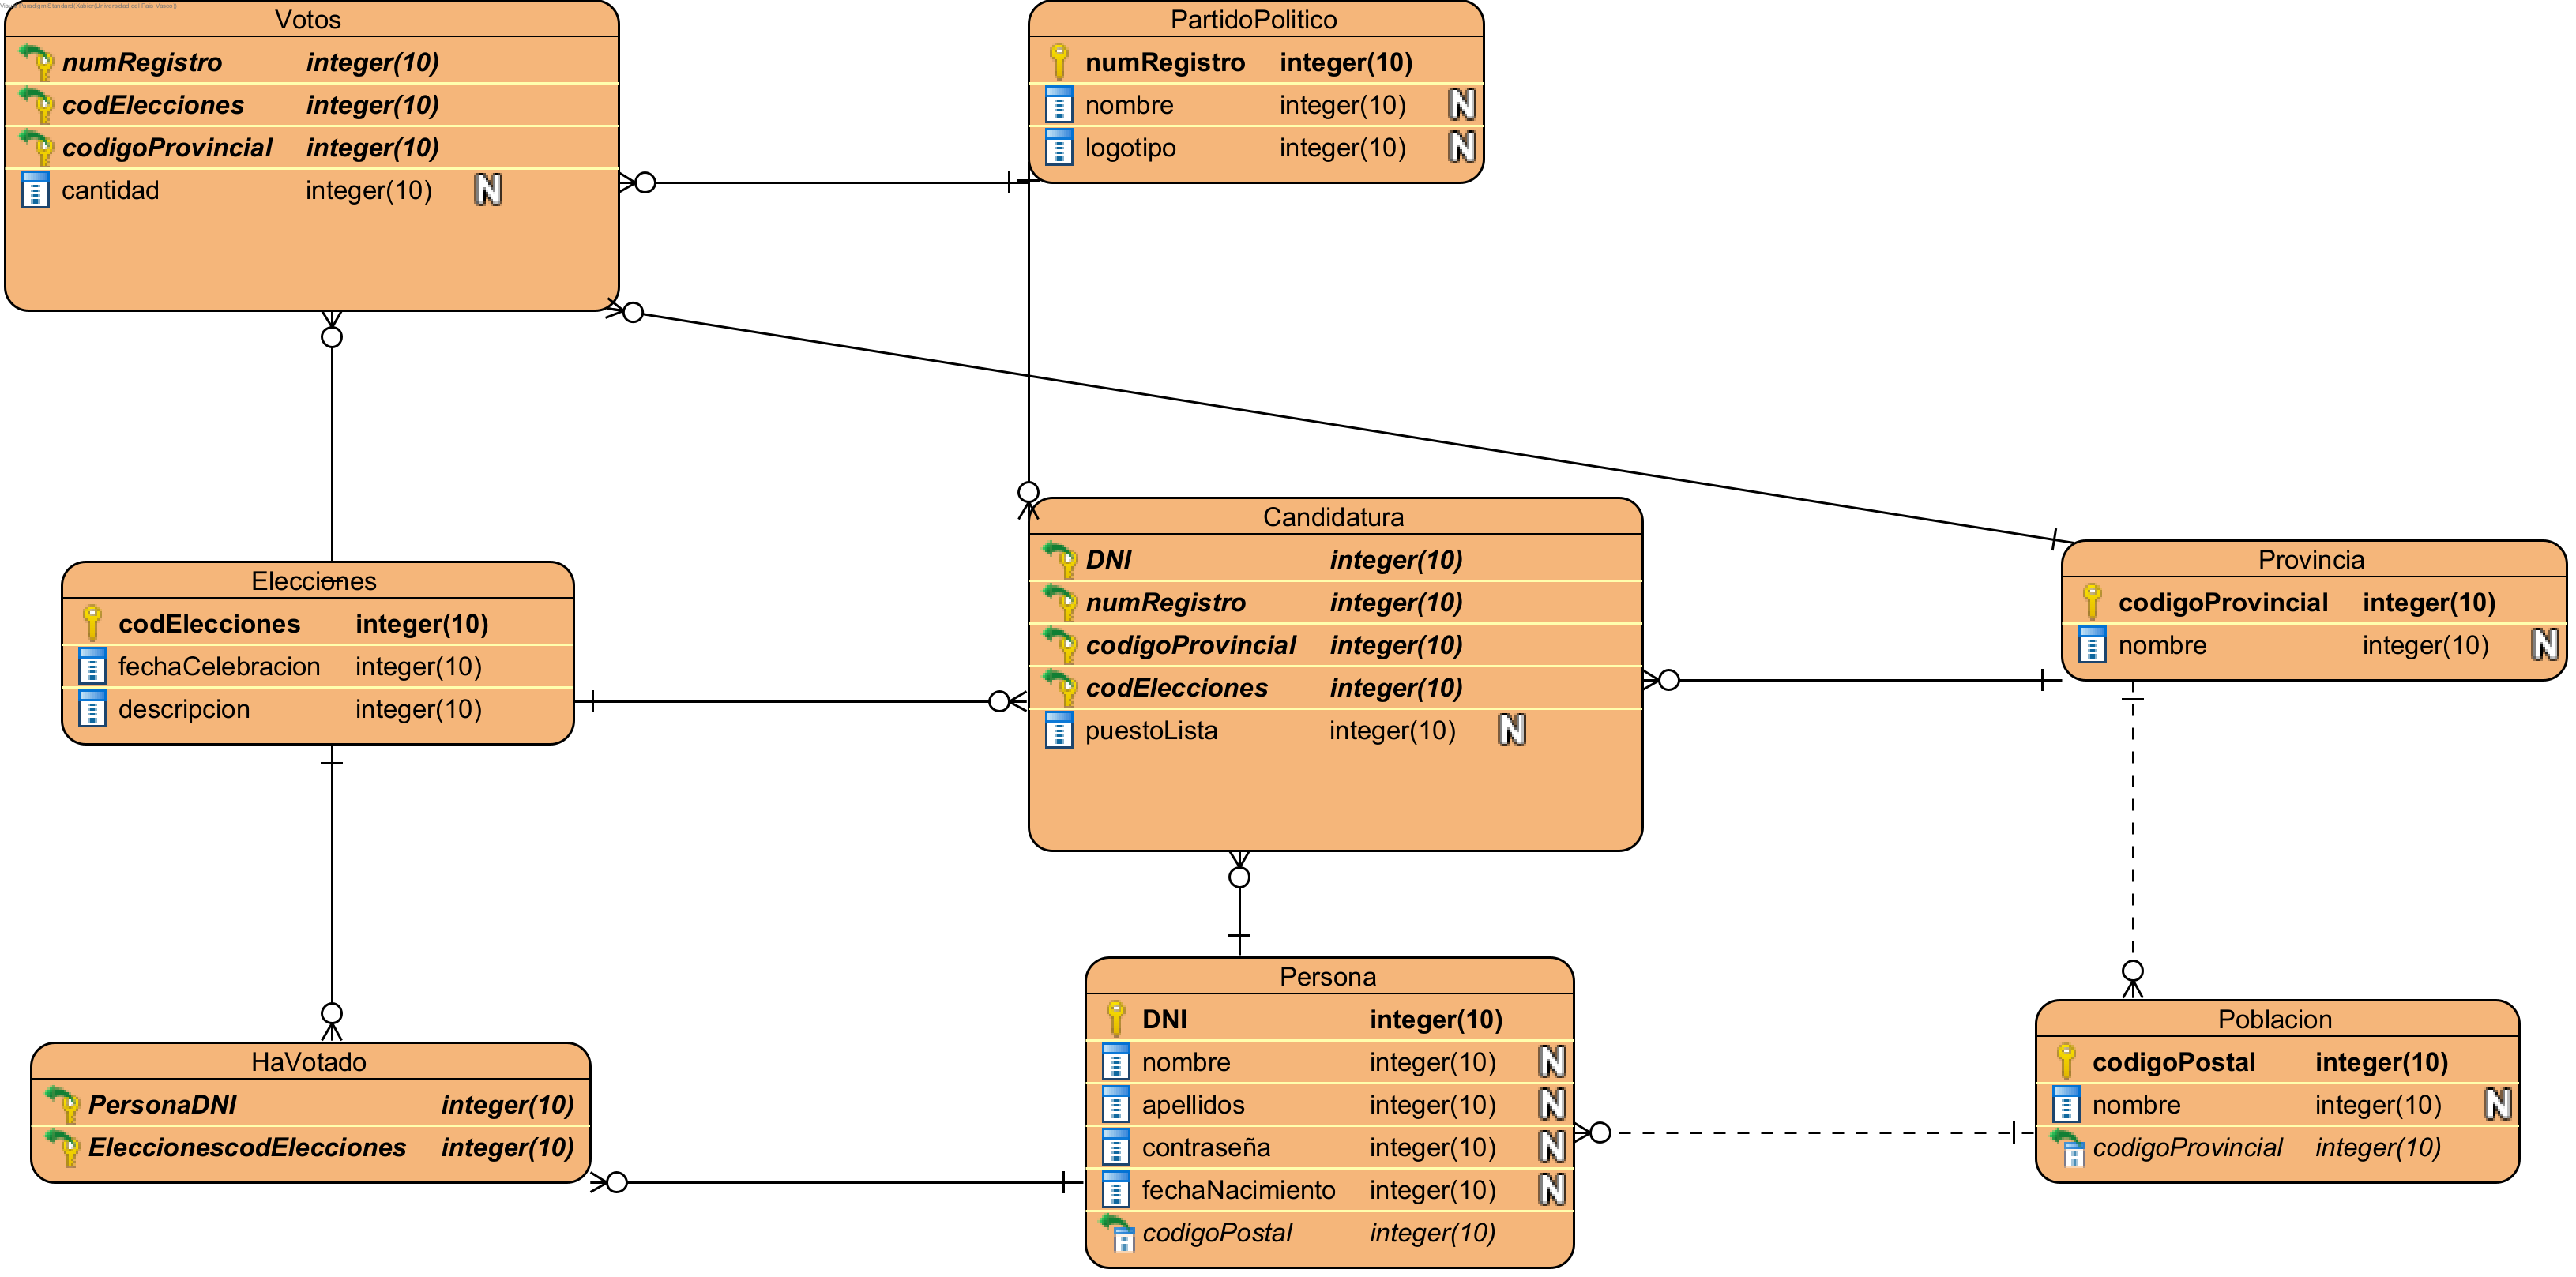 Visual Paradigm Standard(Xabier(Universidad del Pais Vasco))
Votos
numRegistro integer(10)
codElecciones integer(10)
codigoProvincial integer(10)
cantidad integer(10) N
PartidoPolitico
numRegistro integer(10)
nombre integer(10) N
logotipo integer(10) N
Candidatura
DNI integer(10)
numRegistro integer(10)
codigoProvincial integer(10)
codElecciones integer(10)
puestoLista integer(10) N
Provincia
codigoProvincial integer(10)
nombre integer(10) N
Elecciones
codElecciones integer(10)
fechaCelebracion integer(10)
descripcion integer(10)
HaVotado
PersonaDNI integer(10)
EleccionescodElecciones integer(10)
Persona
DNI integer(10)
nombre integer(10) N
apellidos integer(10) N
contraseña integer(10) N
fechaNacimiento integer(10) N
codigoPostal integer(10)
Poblacion
codigoPostal integer(10)
nombre integer(10) N
codigoProvincial integer(10)